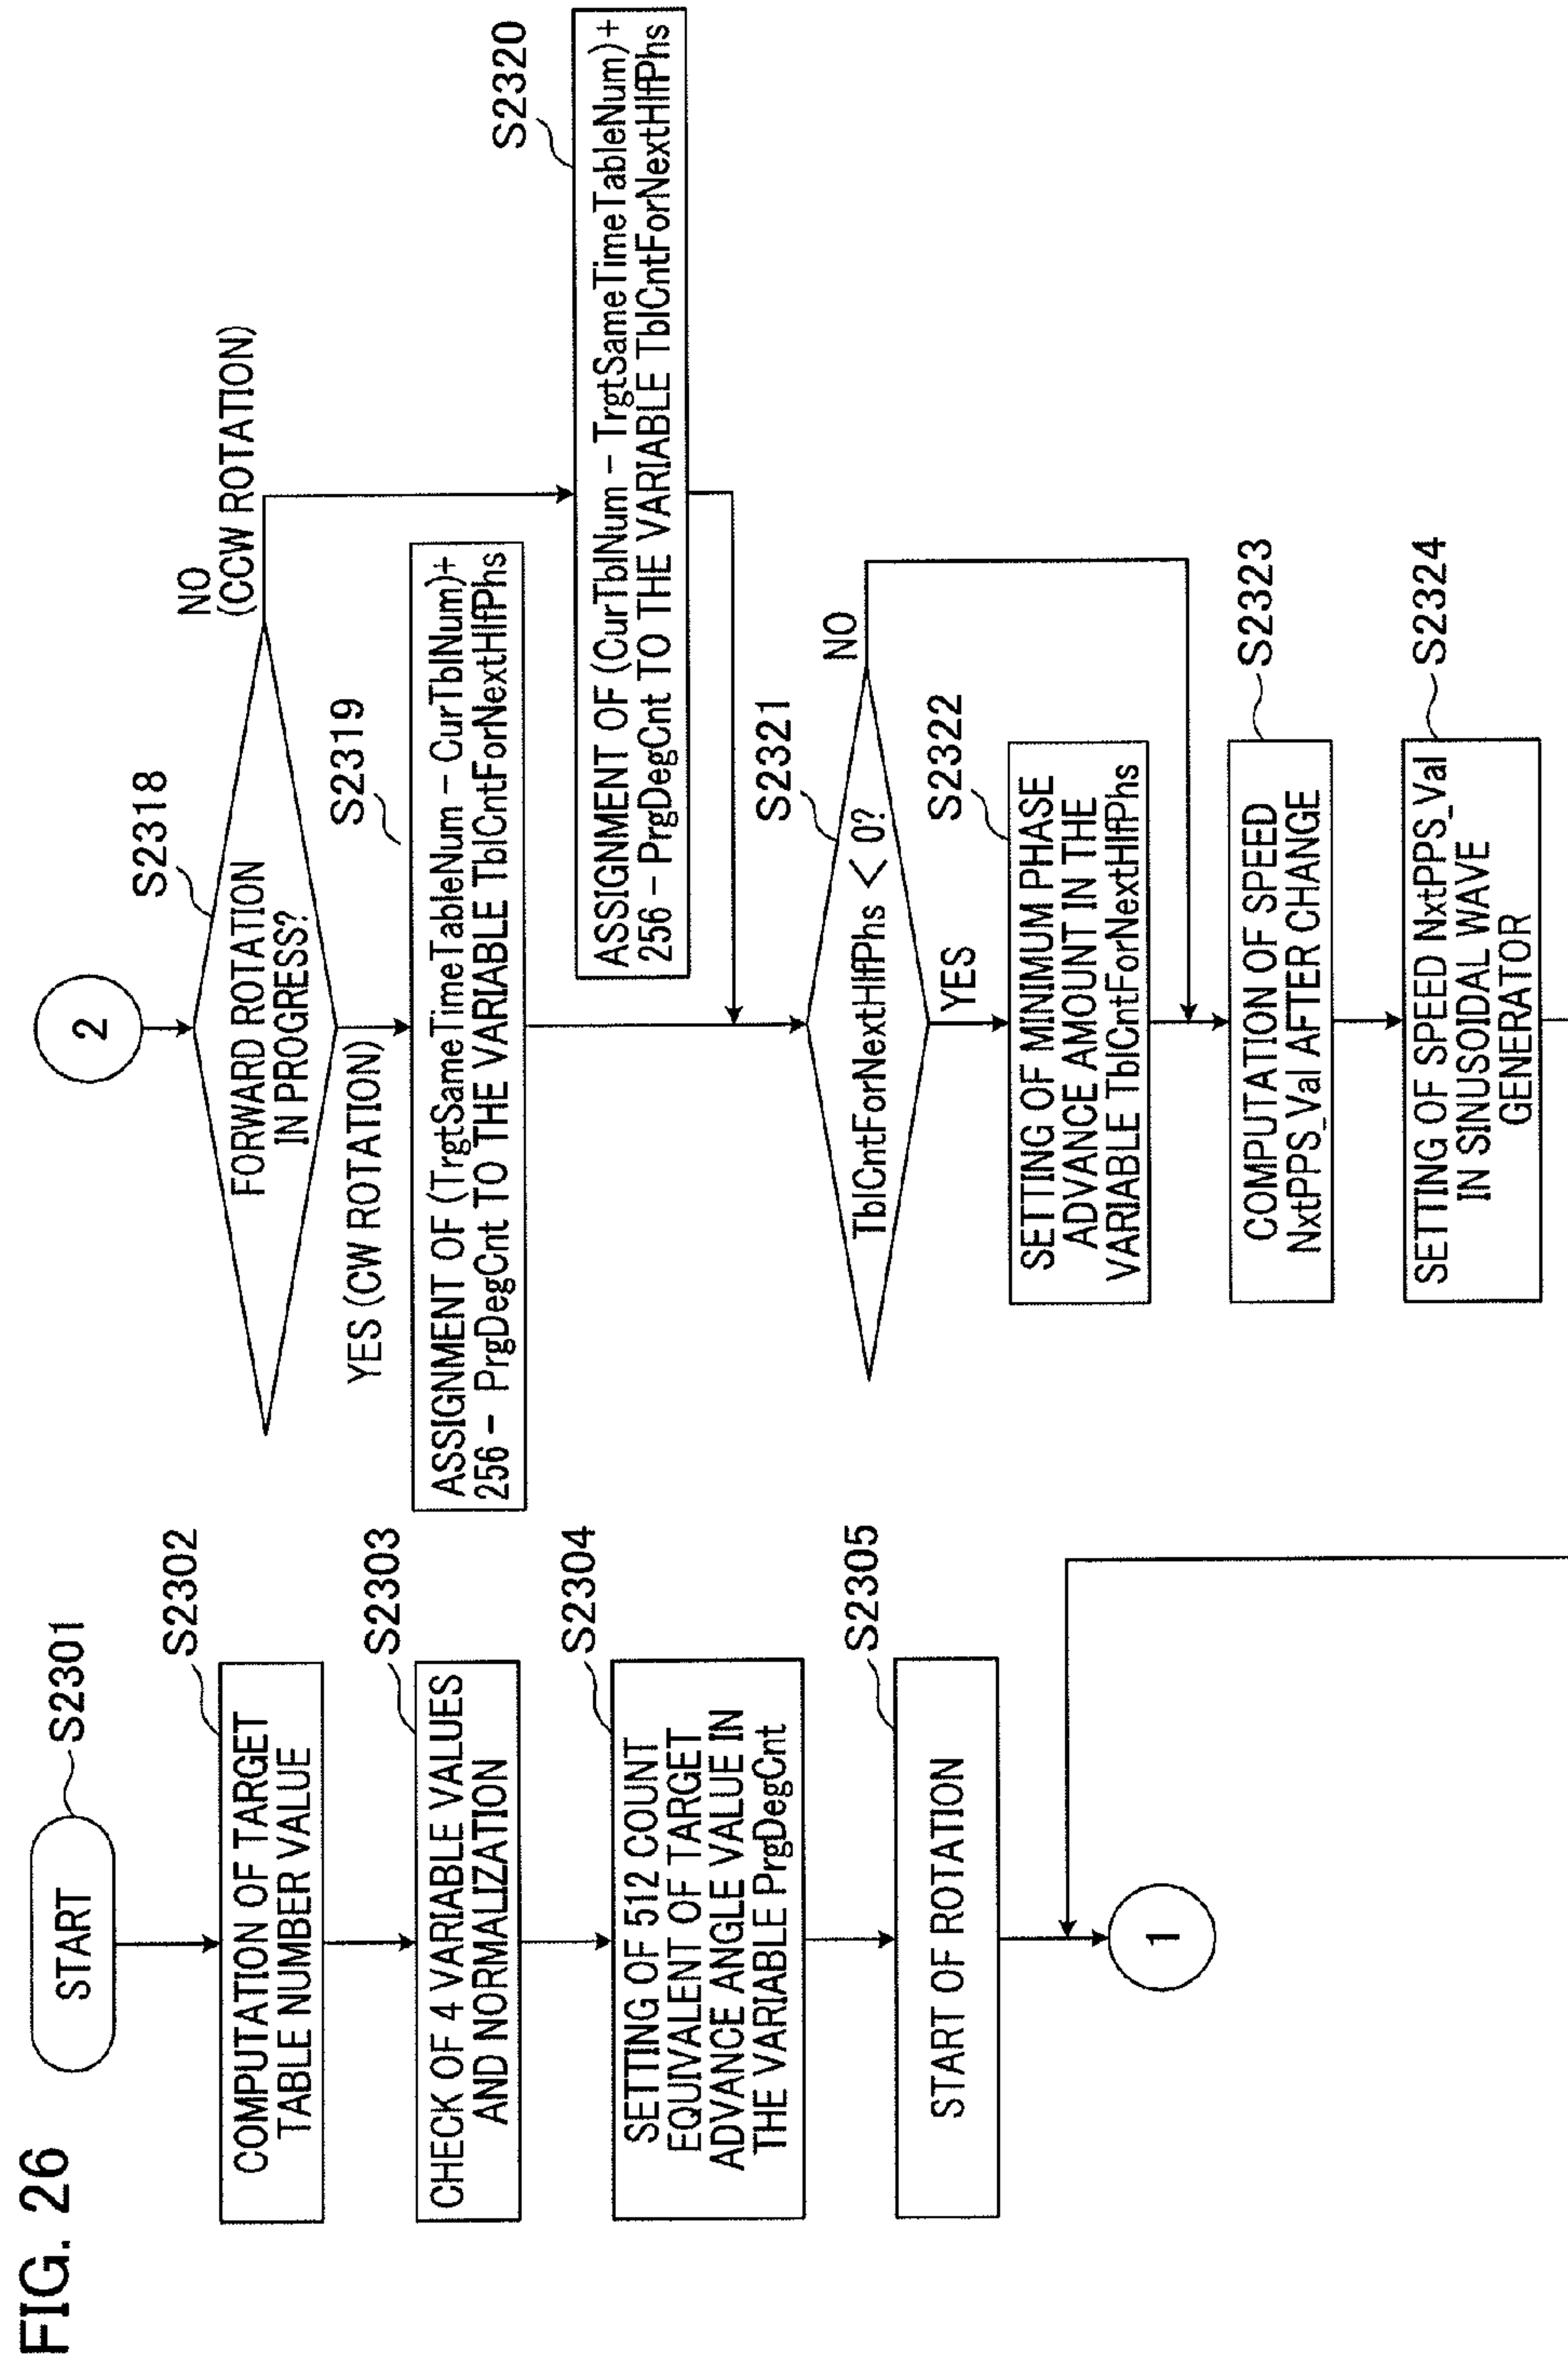 FIG. 26
START
S2301
COMPUTATION OF TARGET
TABLE NUMBER VALUE
S2302
CHECK OF 4 VARIABLE VALUES
AND NORMALIZATION
S2303
SETTING OF 512 COUNT
EQUIVALENT OF TARGET
ADVANCE ANGLE VALUE IN
THE VARIABLE PrgDegCnt
S2304
START OF ROTATION
S2305
1
2
FORWARD ROTATION
IN PROGRESS?
S2318
NO
(CCW ROTATION)
YES (CW ROTATION)
S2319
ASSIGNMENT OF (TrgtSameTimeTableNum - CurTblNum)+
256 - PrgDegCnt TO THE VARIABLE TblCntForNextHlfPhs
S2320
ASSIGNMENT OF (CurTblNum - TrgtSameTimeTableNum)+
256 - PrgDegCnt TO THE VARIABLE TblCntForNextHlfPhs
S2321
TblCntForNextHlfPhs < 0?
NO
YES
S2322
SETTING OF MINIMUM PHASE
ADVANCE AMOUNT IN THE
VARIABLE TblCntForNextHlfPhs
S2323
COMPUTATION OF SPEED
NxtPPS_Val AFTER CHANGE
S2324
SETTING OF SPEED NxtPPS_Val
IN SINUSOIDAL WAVE
GENERATOR